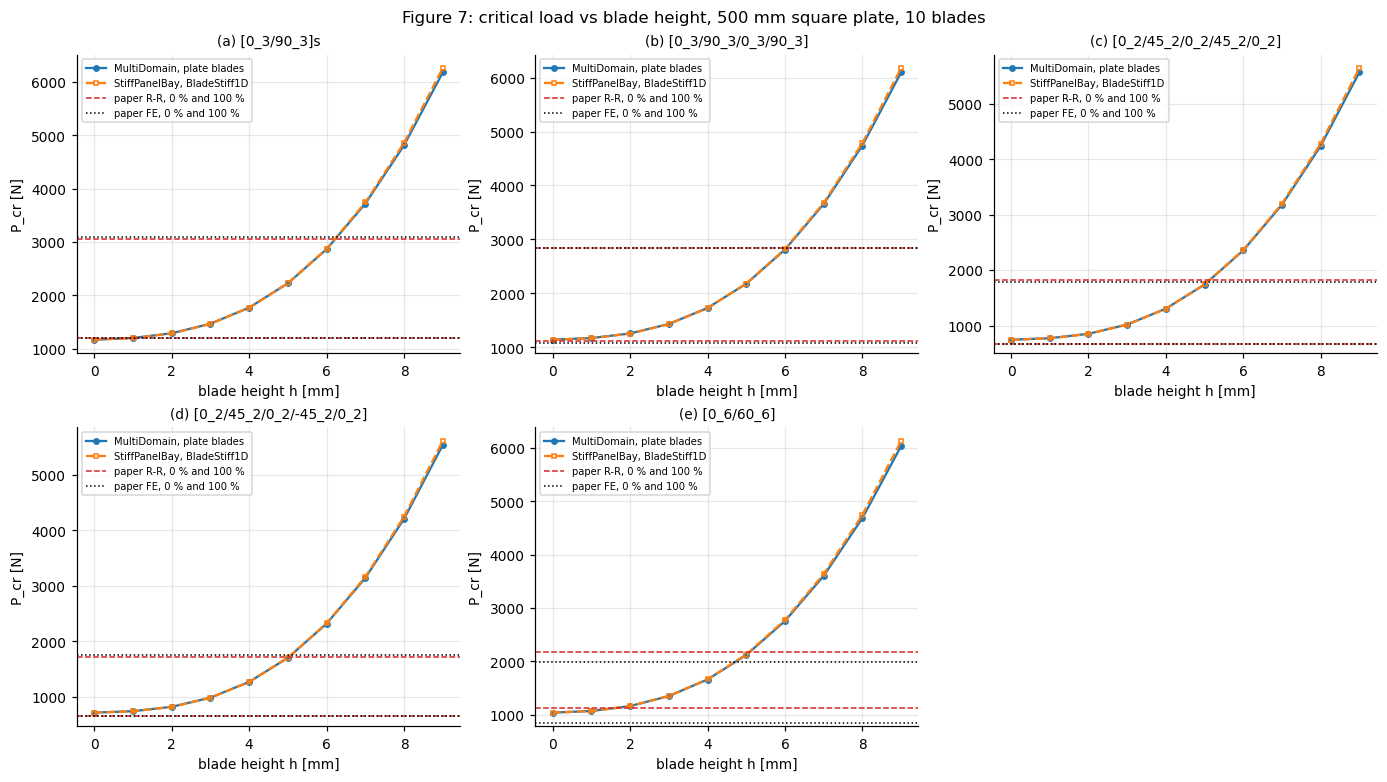 Figure 7: critical load vs blade height, 500 mm square plate, 10 blades
(a) [0_3/90_3]s
MultiDomain, plate blades
StiffPanelBay, BladeStiff1D
paper R-R, 0 % and 100 %
paper FE, 0 % and 100 %
6000
5000
4000
3000
2000
1000
P_cr [N]
0 2 4 6 8
blade height h [mm]
(b) [0_3/90_3/0_3/90_3]
MultiDomain, plate blades
StiffPanelBay, BladeStiff1D
paper R-R, 0 % and 100 %
paper FE, 0 % and 100 %
6000
5000
4000
3000
2000
1000
P_cr [N]
0 2 4 6 8
blade height h [mm]
(c) [0_2/45_2/0_2/45_2/0_2]
MultiDomain, plate blades
StiffPanelBay, BladeStiff1D
paper R-R, 0 % and 100 %
paper FE, 0 % and 100 %
5000
4000
3000
2000
1000
P_cr [N]
0 2 4 6 8
blade height h [mm]
(d) [0_2/45_2/0_2/-45_2/0_2]
MultiDomain, plate blades
StiffPanelBay, BladeStiff1D
paper R-R, 0 % and 100 %
paper FE, 0 % and 100 %
5000
4000
3000
2000
1000
P_cr [N]
0 2 4 6 8
blade height h [mm]
(e) [0_6/60_6]
MultiDomain, plate blades
StiffPanelBay, BladeStiff1D
paper R-R, 0 % and 100 %
paper FE, 0 % and 100 %
6000
5000
4000
3000
2000
1000
P_cr [N]
0 2 4 6 8
blade height h [mm]